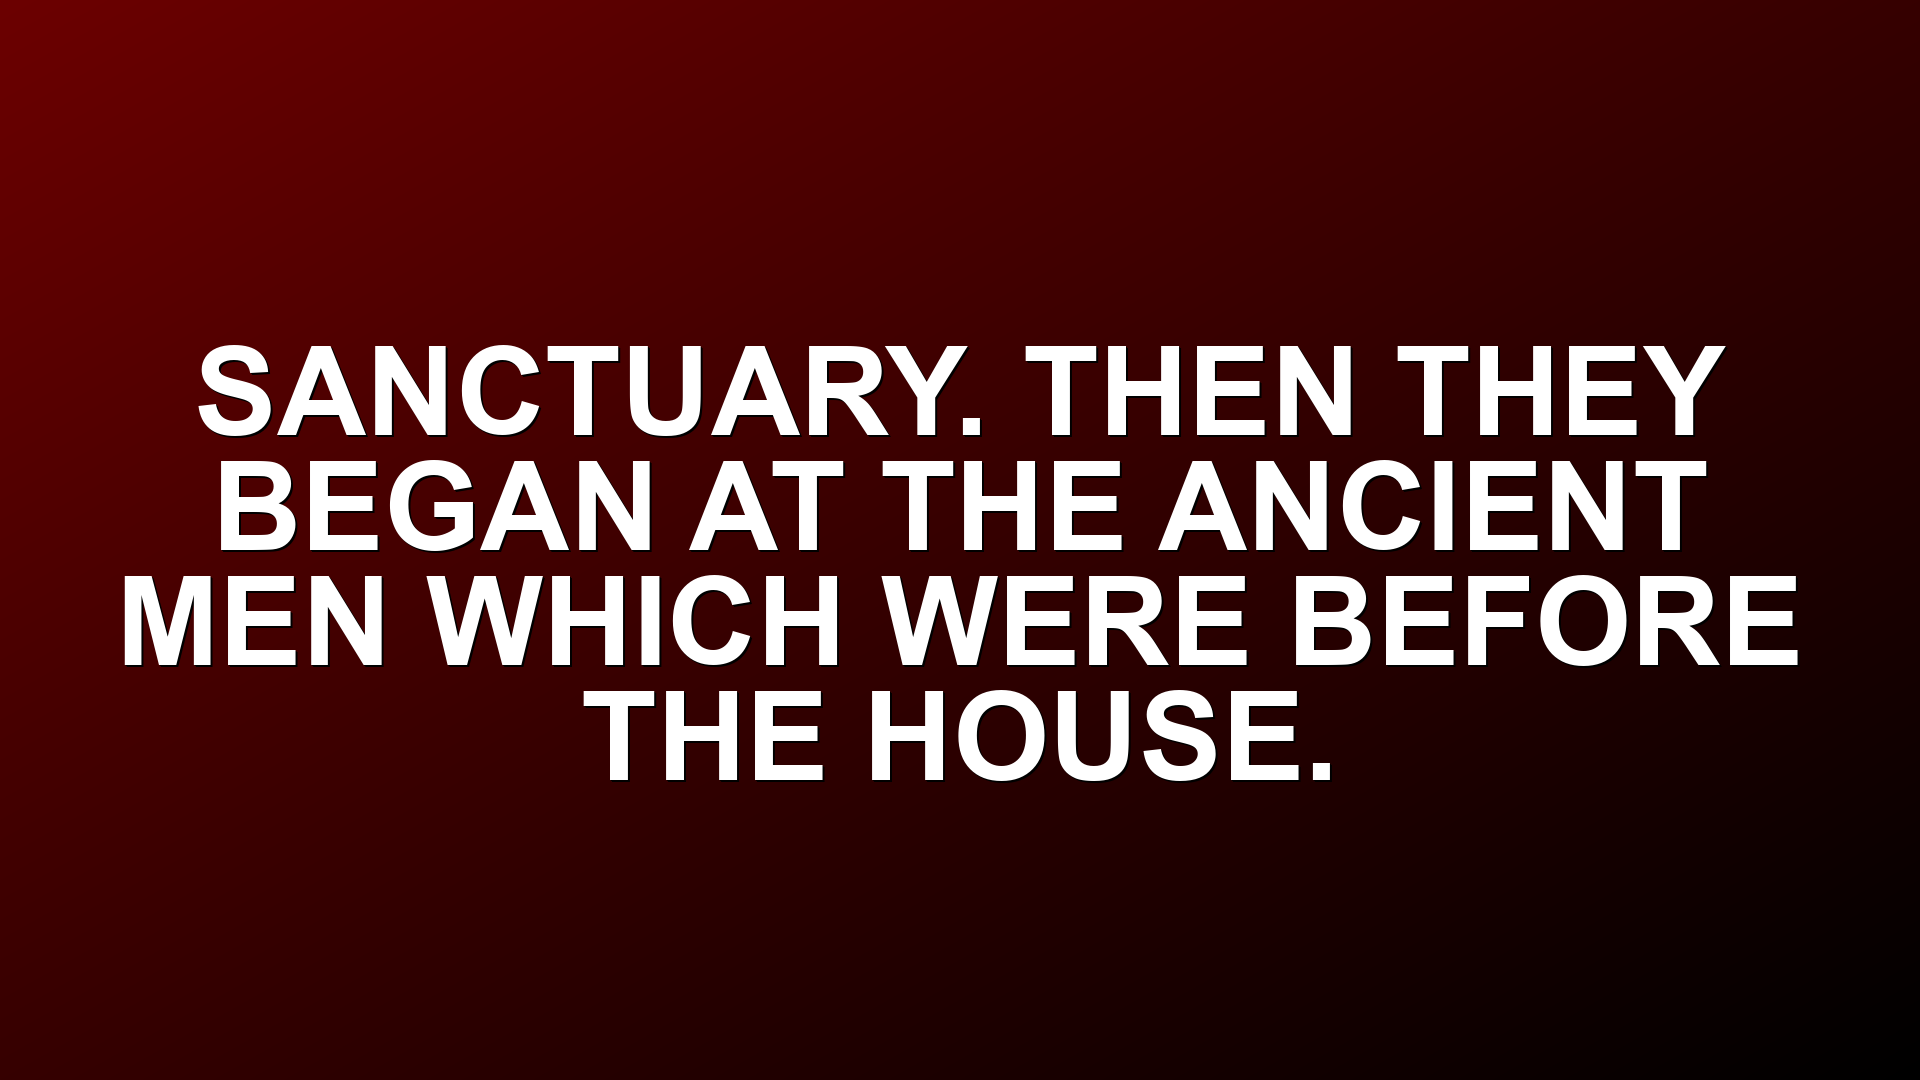 SANCTUARY. THEN THEY
BEGAN AT THE ANCIENT
MEN WHICH WERE BEFORE
THE HOUSE.